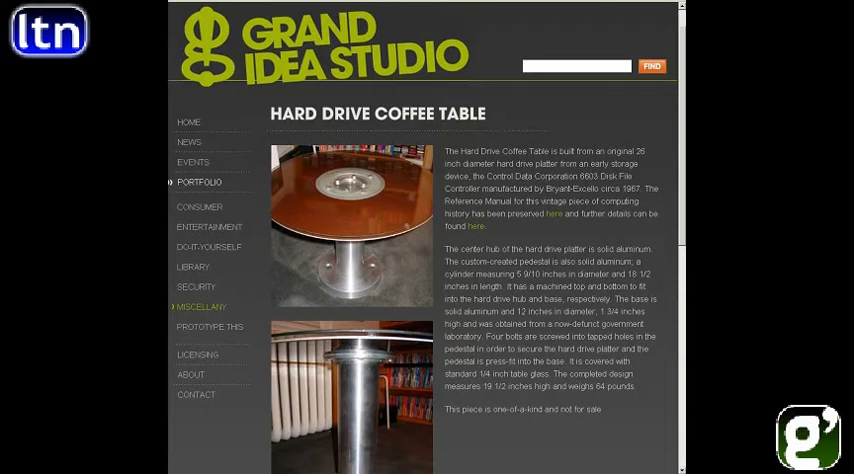 ltn
GRAND
IDEA STUDIO
FIND
HARD DRIVE COFFEE TABLE
HOME
NEWS
EVENTS
PORTFOLIO
CONSUMER
ENTERTAINMENT
DO-IT-YOURSELF
LIBRARY
SECURITY
MISCELLANY
PROTOTYPE THIS
LICENSING
ABOUT
CONTACT
The Hard Drive Coffee Table is built from an original 26
inch diameter hard drive platter from an early storage
device, the Control Data Corporation 6603 Disk File
Controller manufactured by Bryant-Excello circa 1967. The
Reference Manual for this vintage piece of computing
history has been preserved here and further details can be
found here.
The center hub of the hard drive platter is solid aluminum.
The custom-created pedestal is also solid aluminum; a
cylinder measuring 5 9/10 inches in diameter and 18 1/2
inches in length. It has a machined top and bottom to fit
into the hard drive hub and base, respectively. The base is
solid aluminum and 12 inches in diameter, 1 3/4 inches
high and was obtained from a now-defunct government
laboratory. Four bolts are screwed into tapped holes in the
pedestal in order to secure the hard drive platter and the
pedestal is press-fit into the base. It is covered with
standard 1/4 inch table glass. The completed design
measures 19 1/2 inches high and weighs 64 pounds
This piece is one-of-a-kind and not for sale
g'